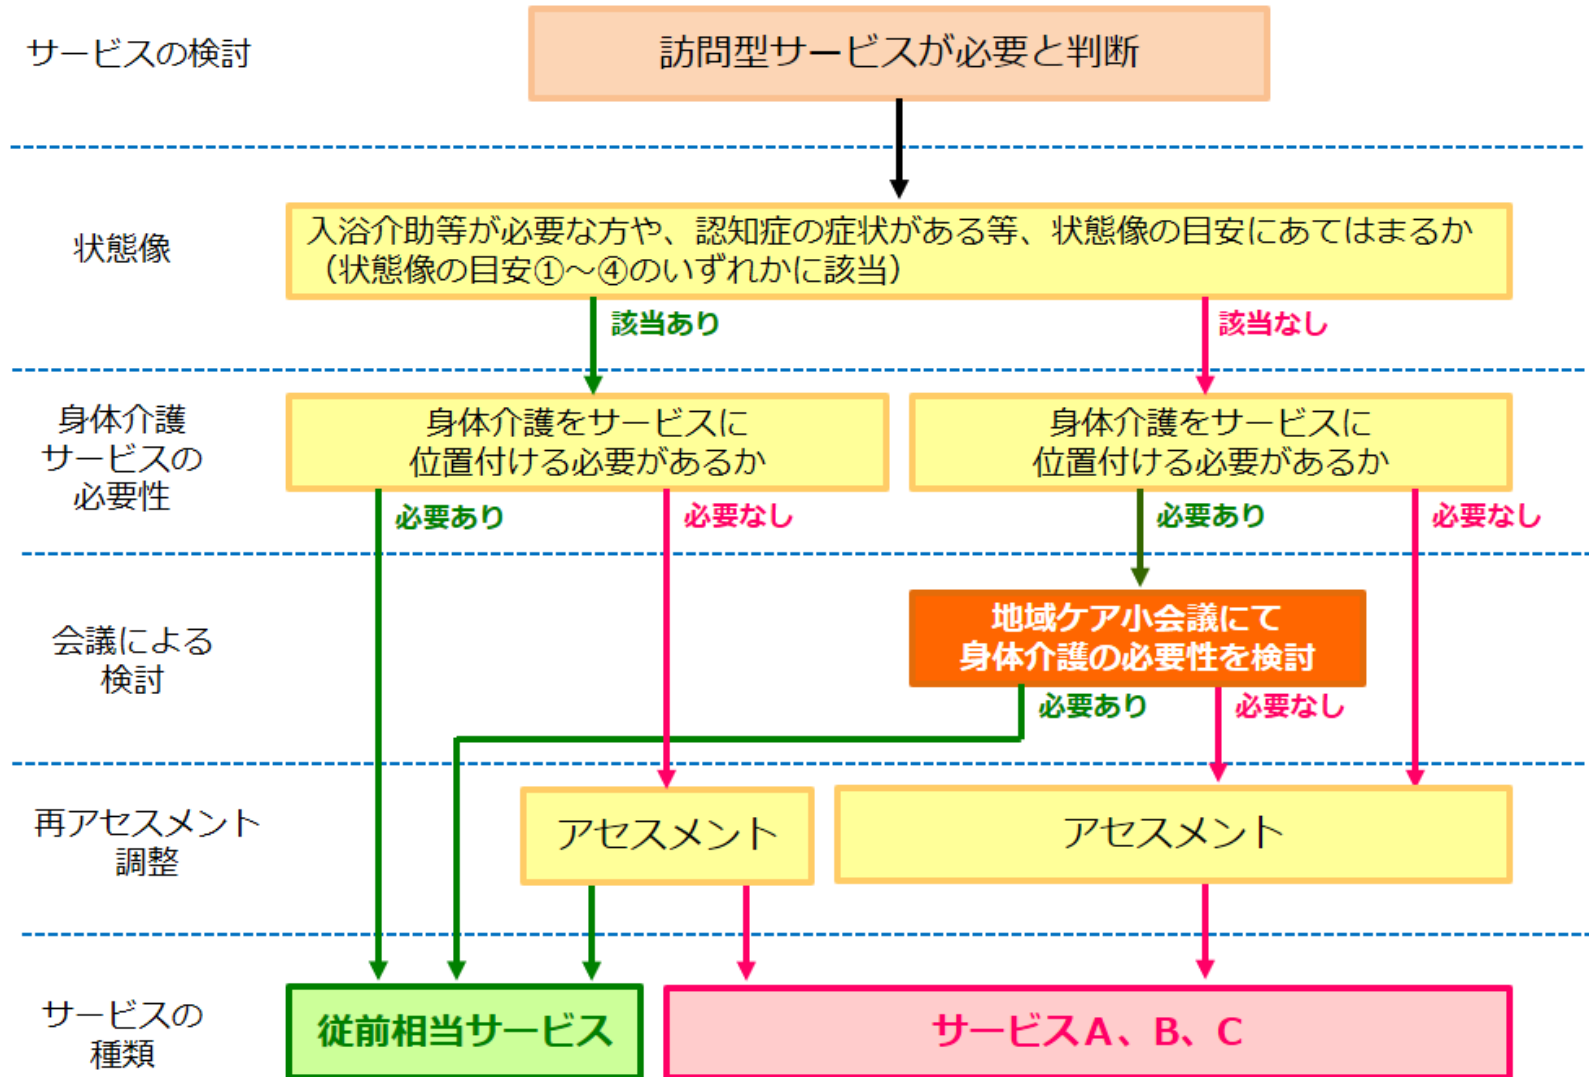 サービスの検討
訪問型サービスが必要と判断
状態像
入浴介助等が必要な方や、認知症の症状がある等、状態像の目安にあてはまるか
（状態像の目安①～④のいずれかに該当）
該当あり
該当なし
身体介護
サービスの
必要性
身体介護をサービスに
位置付ける必要があるか
身体介護をサービスに
位置付ける必要があるか
必要あり
必要なし
必要あり
必要なし
会議による
検討
地域ケア小会議にて
身体介護の必要性を検討
必要あり
必要なし
再アセスメント
調整
アセスメント
アセスメント
サービスの
種類
従前相当サービス
サービスA、B、C